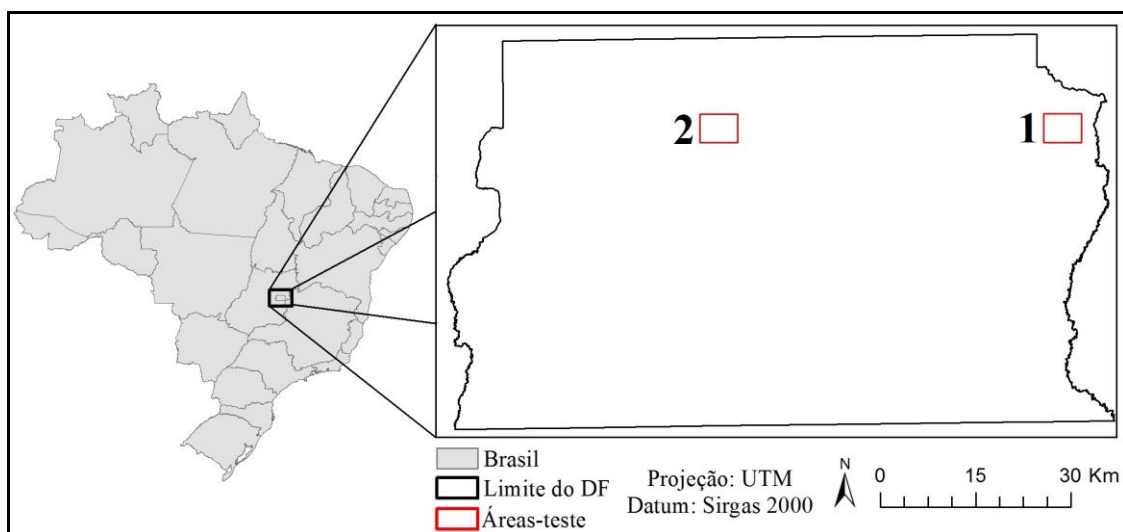 2
1
Brasil
Limite do DF
Áreas-teste
Projeção: UTM
Datum: Sirgas 2000
N
0 15 30 Km